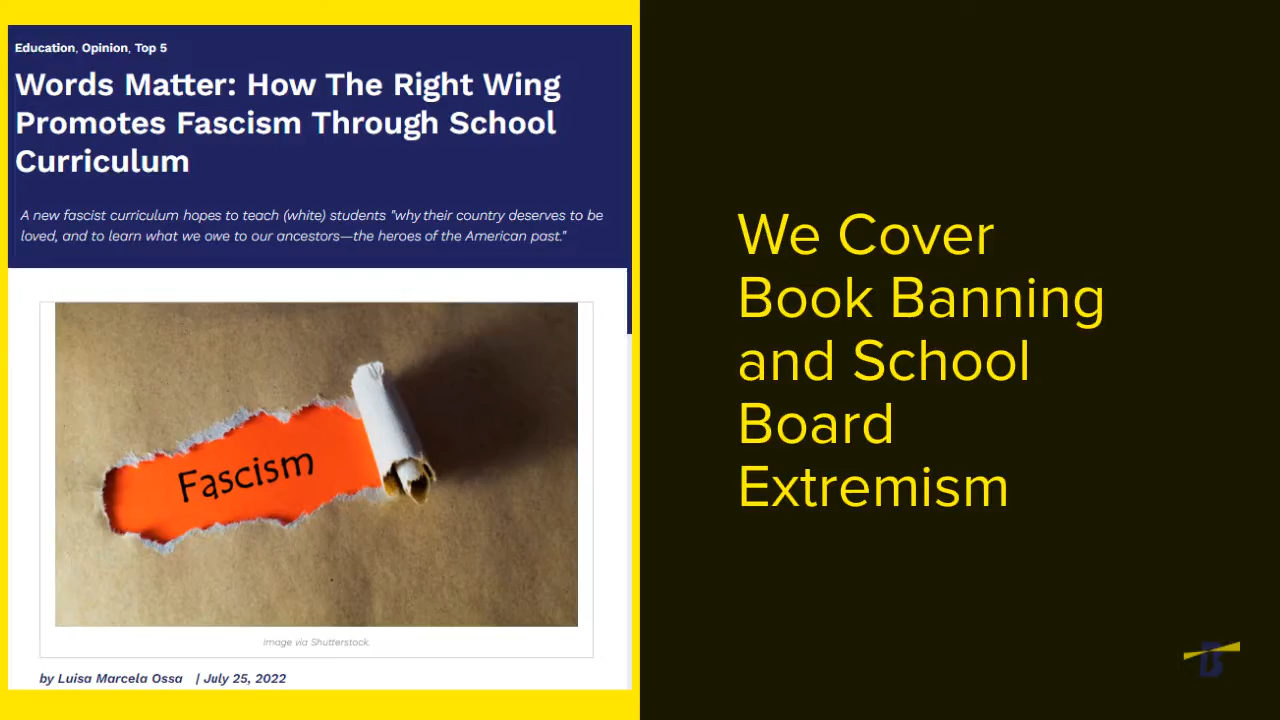 Education, Opinion, Top 5
Words Matter: How The Right Wing
Promotes Fascism Through School
Curriculum
A new fascist curriculum hopes to teach (white) students "why their country deserves to be
loved, and to learn what we owe to our ancestors—the heroes of the American past."
Fascism
Image via Shutterstock.
by Luisa Marcela Ossa | July 25, 2022
We Cover
Book Banning
and School
Board
Extremism
B